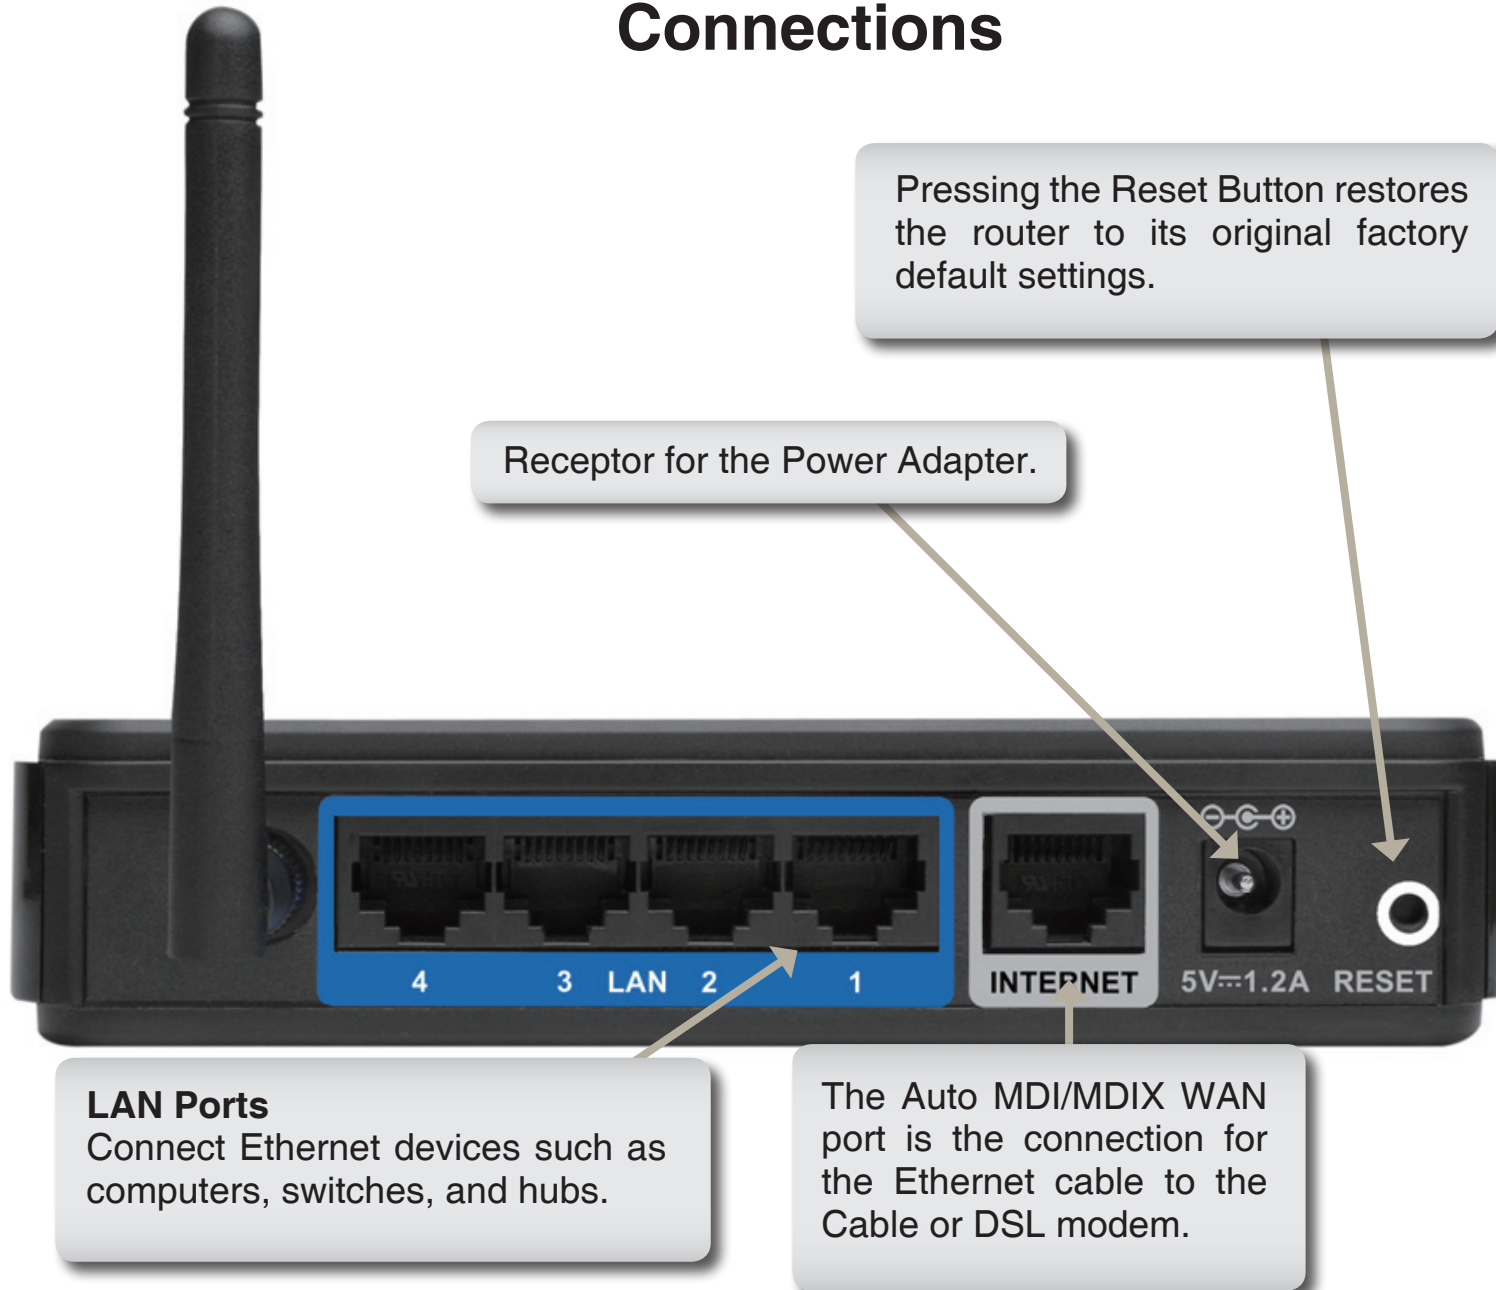 Connections
Pressing the Reset Button restores
the router to its original factory
default settings.
Receptor for the Power Adapter.
4 3 LAN 2 1
INTERNET
5V⎓1.2A
RESET
LAN Ports
Connect Ethernet devices such as
computers, switches, and hubs.
The Auto MDI/MDIX WAN
port is the connection for
the Ethernet cable to the
Cable or DSL modem.